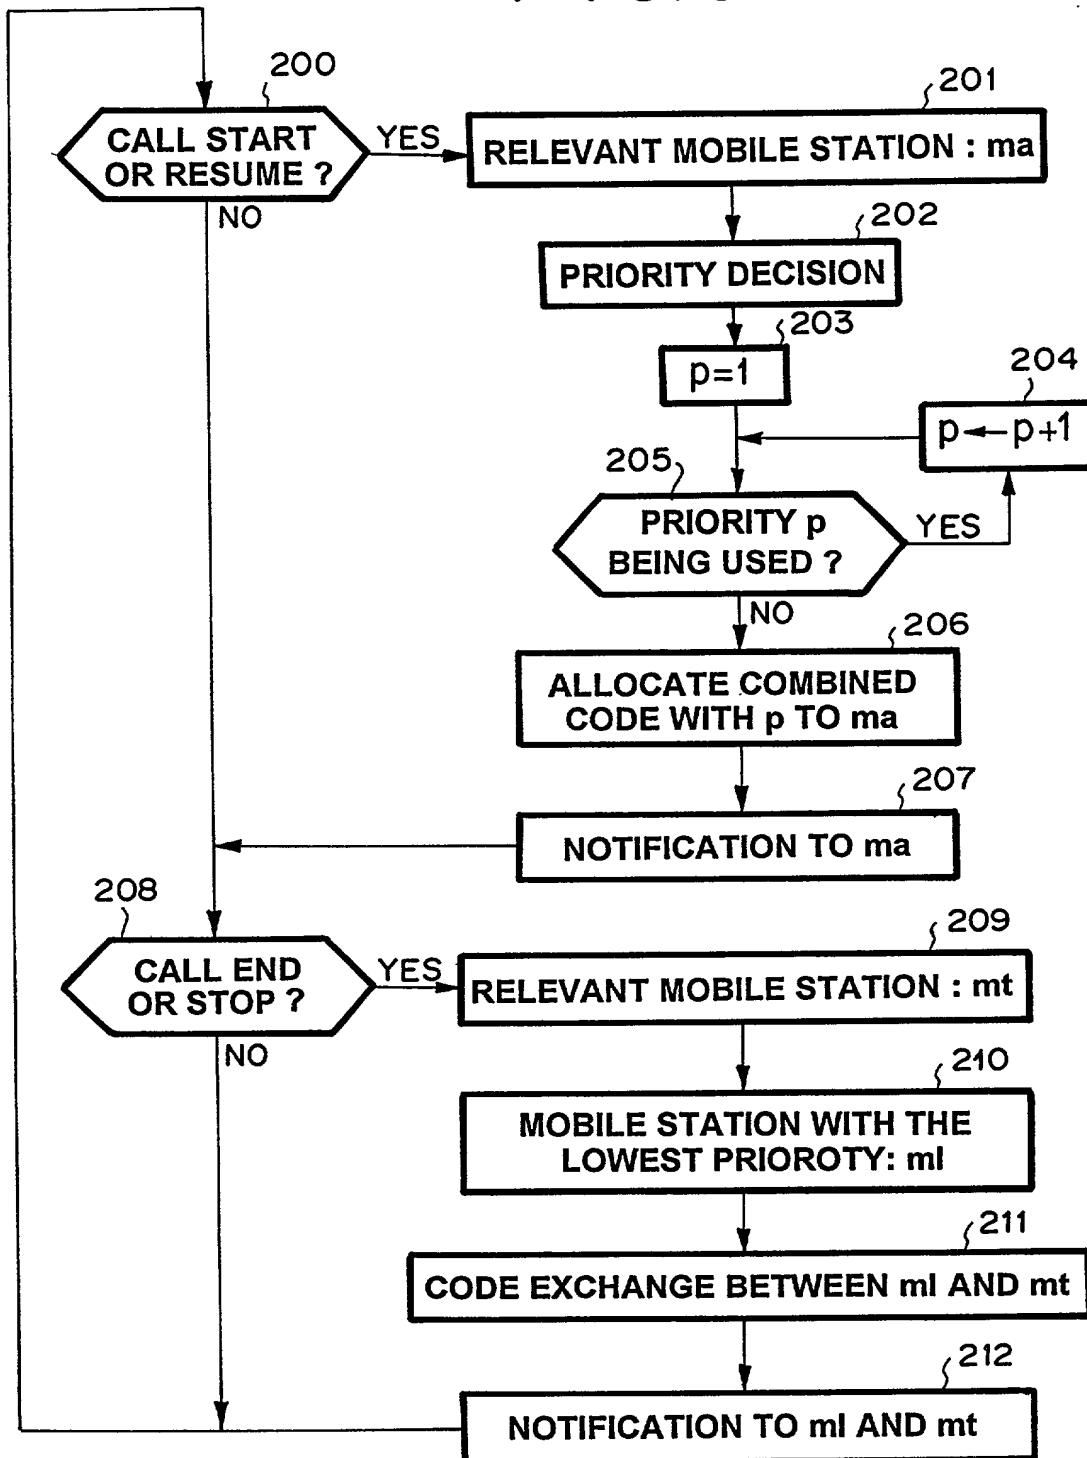 200
CALL START
OR RESUME ?
YES
NO
201
RELEVANT MOBILE STATION : ma
202
PRIORITY DECISION
203
p=1
204
p←p+1
205
PRIORITY p
BEING USED ?
YES
NO
206
ALLOCATE COMBINED
CODE WITH p TO ma
207
NOTIFICATION TO ma
208
CALL END
OR STOP ?
YES
NO
209
RELEVANT MOBILE STATION : mt
210
MOBILE STATION WITH THE
LOWEST PRIOROTY: ml
211
CODE EXCHANGE BETWEEN ml AND mt
212
NOTIFICATION TO ml AND mt